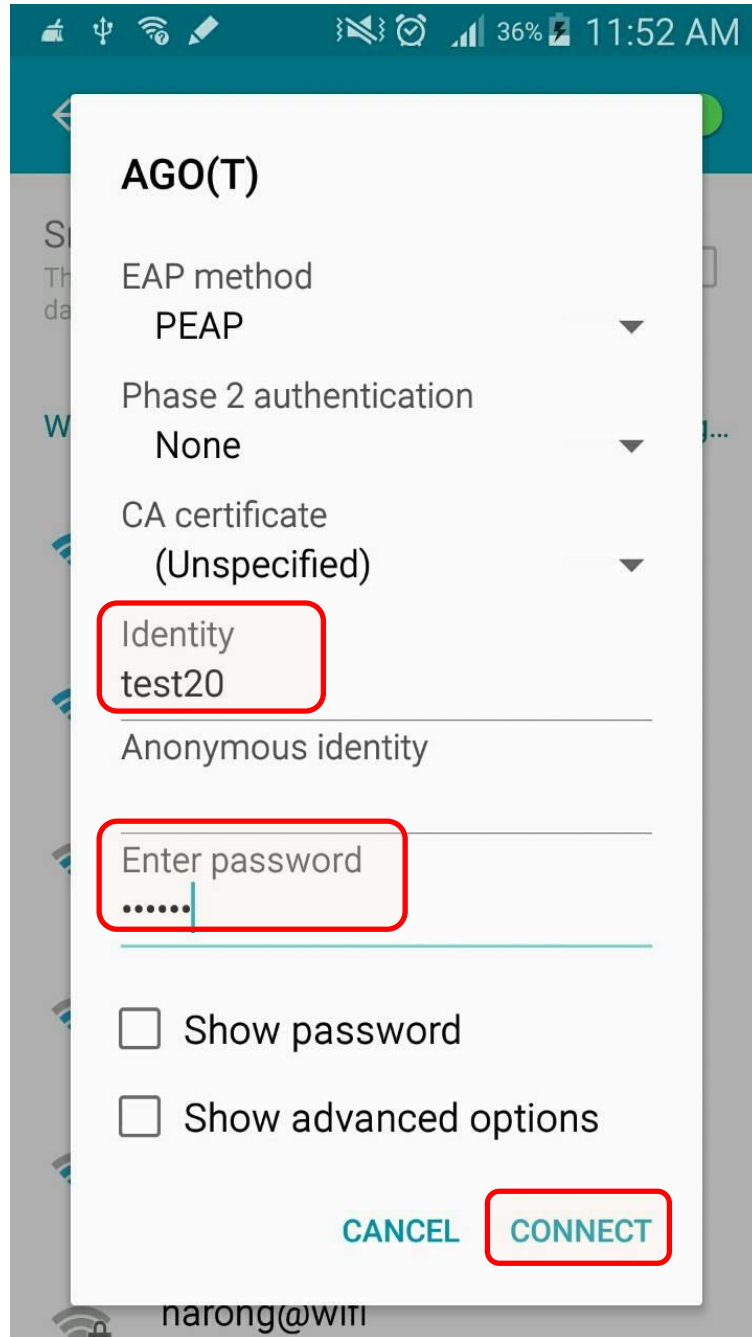 36% 11:52 AM
AGO(T)
EAP method
PEAP
Phase 2 authentication
None
CA certificate
(Unspecified)
Identity
test20
Anonymous identity
Enter password
••••••
Show password
Show advanced options
CANCEL CONNECT
narong@wifi